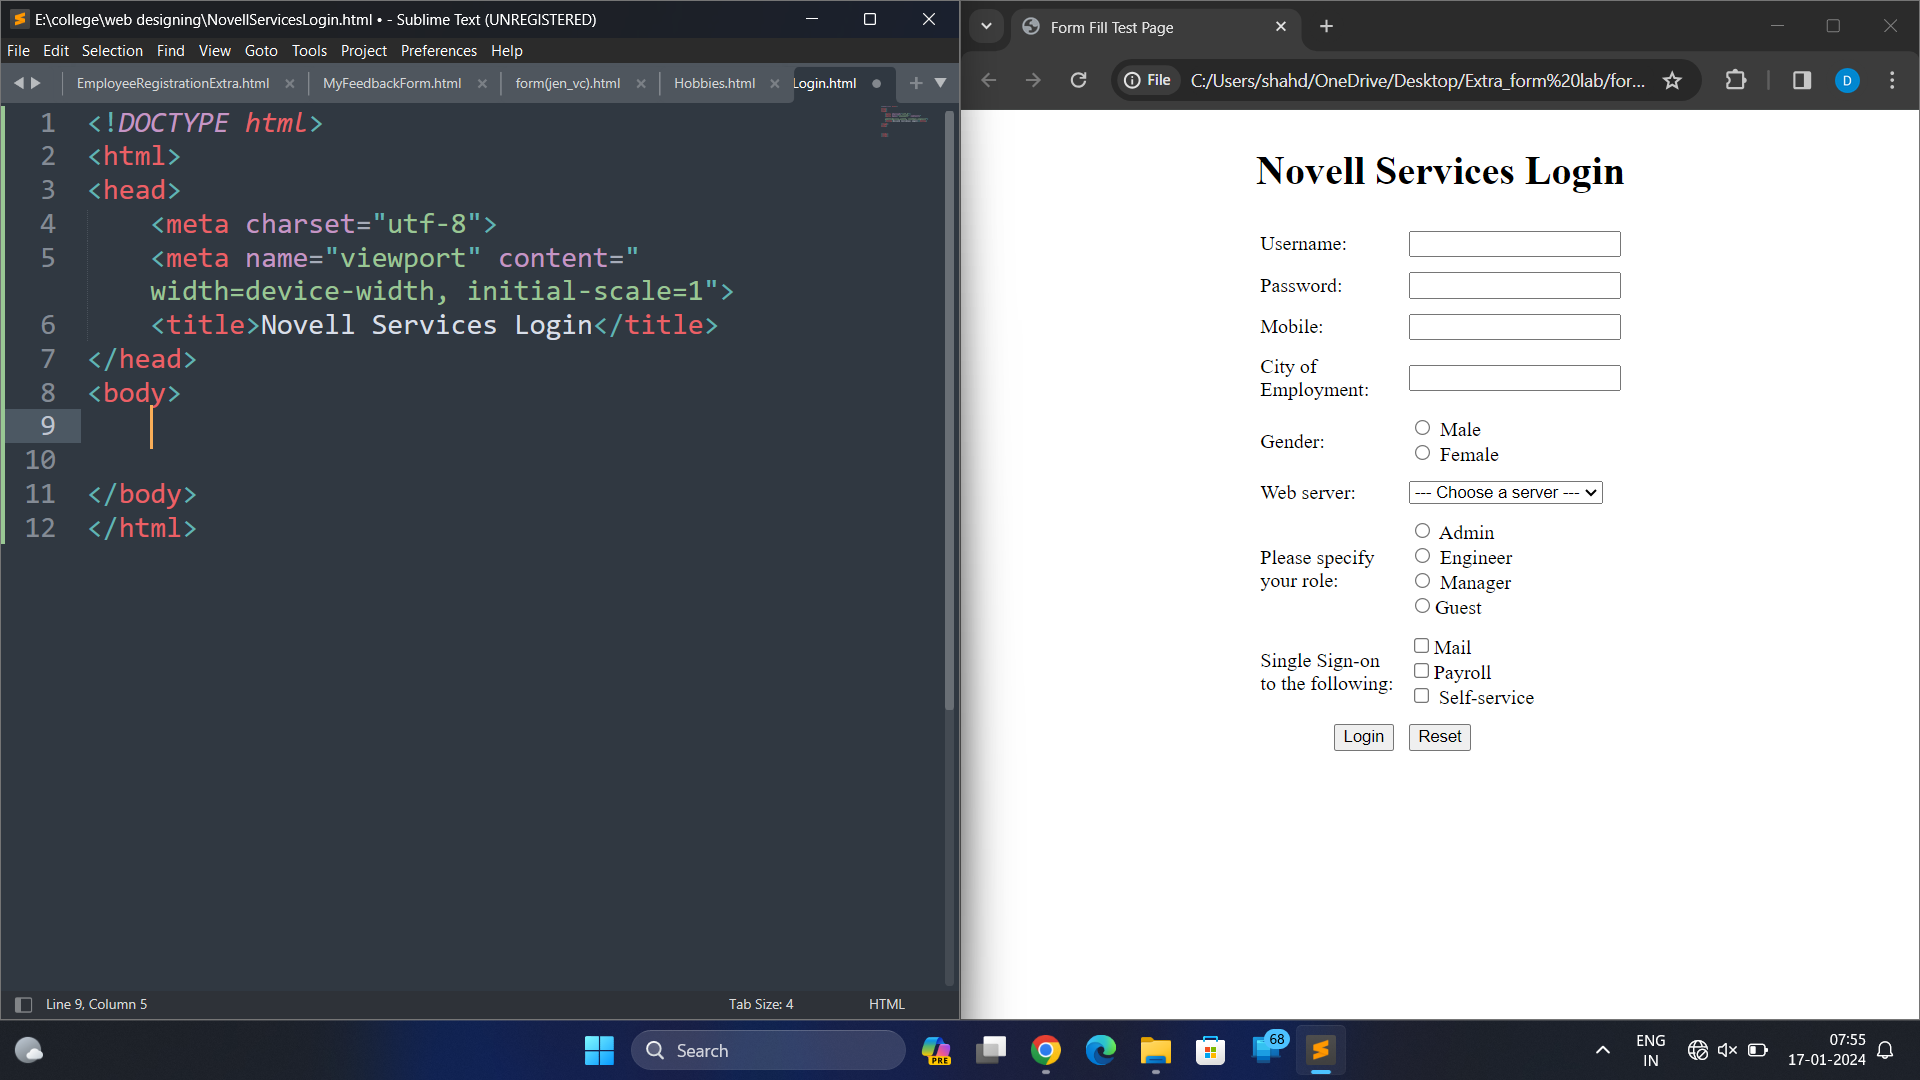 E:\college\web designing\NovellServicesLogin.html • - Sublime Text (UNREGISTERED)
File Edit Selection Find View Goto Tools Project Preferences Help
EmployeeRegistrationExtra.html
MyFeedbackForm.html
form(jen_vc).html
Hobbies.html
Login.html
1 <!DOCTYPE html>
2 <html>
3 <head>
4 <meta charset="utf-8">
5 <meta name="viewport" content="
width=device-width, initial-scale=1">
6 <title>Novell Services Login</title>
7 </head>
8 <body>
9
10
11 </body>
12 </html>
Line 9, Column 5
Tab Size: 4
HTML
Form Fill Test Page
File
C:/Users/shahd/OneDrive/Desktop/Extra_form%20lab/for...
D
Novell Services Login
Username:
Password:
Mobile:
City of
Employment:
Gender:
Male
Female
Web server:
--- Choose a server ---
Please specify
your role:
Admin
Engineer
Manager
Guest
Single Sign-on
to the following:
Mail
Payroll
Self-service
Login
Reset
Search
PRE
68
ENG
IN
07:55
17-01-2024